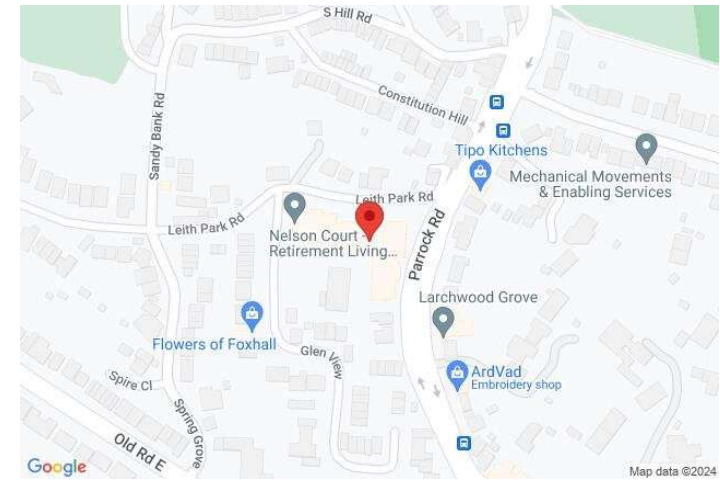 S Hill Rd
Sandy Bank Rd
Constitution Hill
Tipo Kitchens
Mechanical Movements
& Enabling Services
Leith Park Rd
Leith Park Rd
Nelson Court -
Retirement Living...
Parrock Rd
Larchwood Grove
Flowers of Foxhall
Glen View
ArdVad
Embroidery shop
Spire Cl
Spring Grove
Old Rd E
Google
Map data ©2024